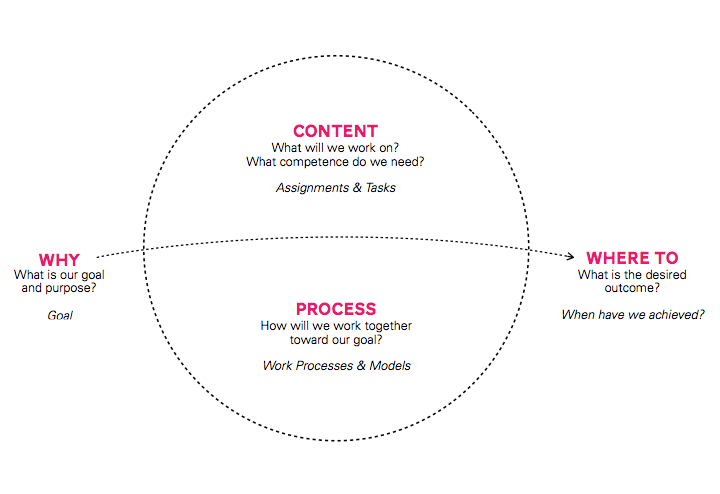 CONTENT
What will we work on?
What competence do we need?
Assignments & Tasks
WHY
What is our goal
and purpose?
Goal
WHERE TO
What is the desired
outcome?
When have we achieved?
PROCESS
How will we work together
toward our goal?
Work Processes & Models